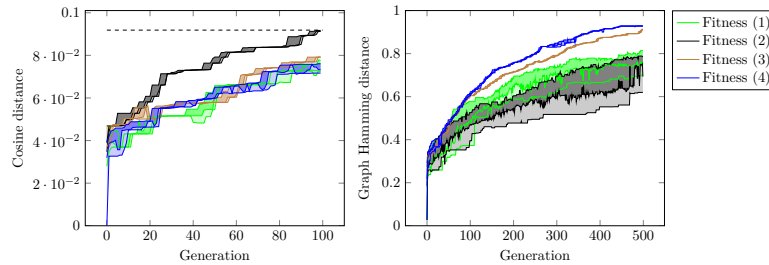 0.1
8 · 10⁻²
6 · 10⁻²
4 · 10⁻²
2 · 10⁻²
0
0 20 40 60 80 100
Generation
Cosine distance
1
0.8
0.6
0.4
0.2
0
0 100 200 300 400 500
Generation
Graph Hamming distance
Fitness (1)
Fitness (2)
Fitness (3)
Fitness (4)